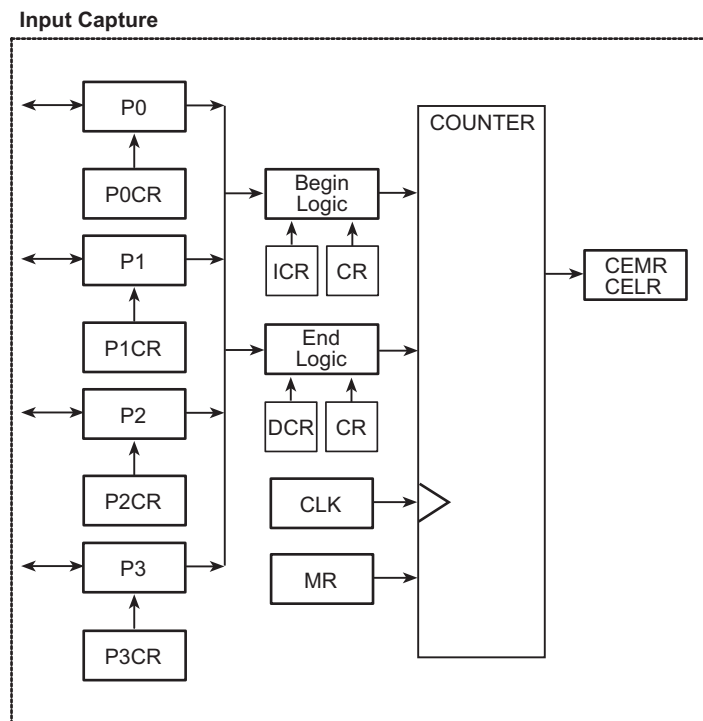 Input Capture
P0
COUNTER
P0CR
Begin
Logic
P1
ICR
CR
CEMR
CELR
P1CR
End
Logic
P2
DCR
CR
P2CR
CLK
P3
MR
P3CR